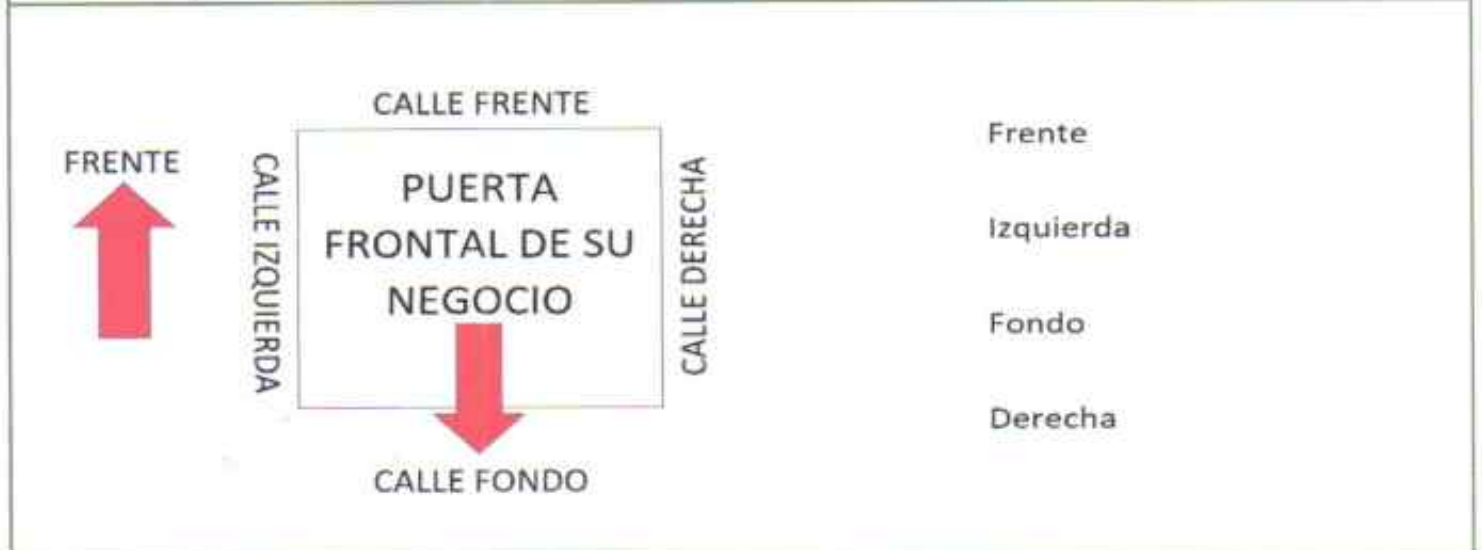 CALLE FRENTE
FRENTE
CALLE IZQUIERDA
PUERTA
FRONTAL DE SU
NEGOCIO
CALLE DERECHA
CALLE FONDO
Frente
Izquierda
Fondo
Derecha